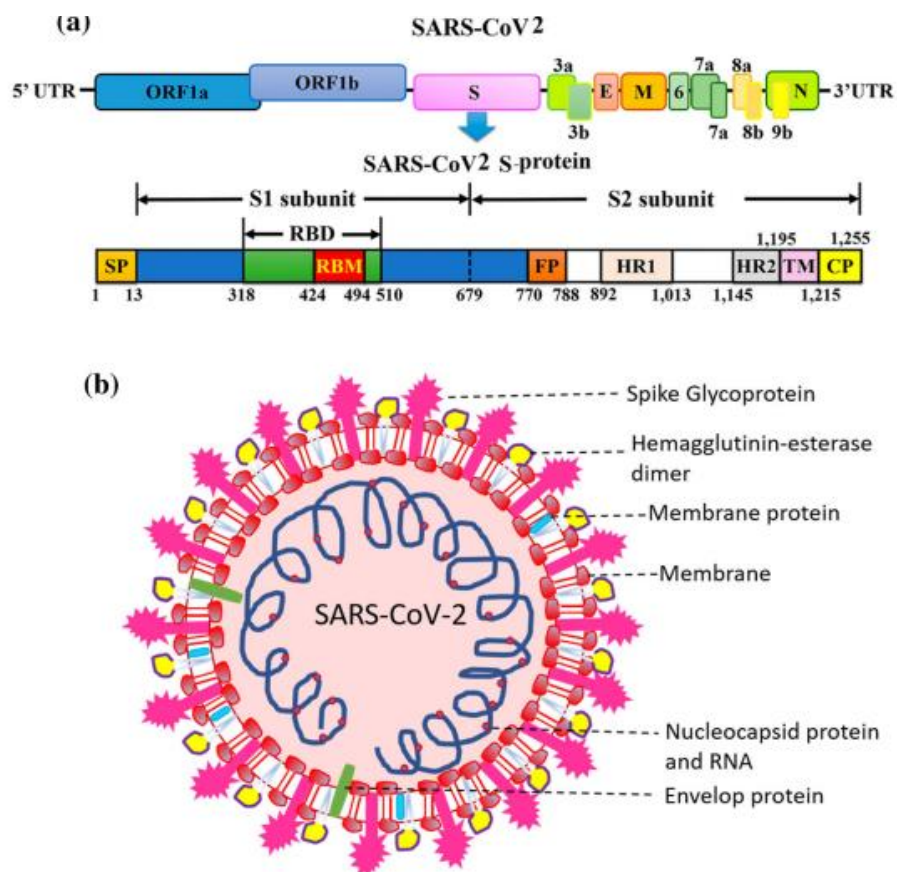 (a)
SARS-CoV2
3a 7a 8a
5' UTR ORF1a ORF1b S E M 6 N 3'UTR
3b 7a 8b 9b
SARS-CoV2 S-protein
S1 subunit S2 subunit
RBD 1,195 1,255
SP RBM FP HR1 HR2 TM CP
1 13 318 424 494 510 679 770 788 892 1,013 1,145 1,215
(b)
Spike Glycoprotein
Hemagglutinin-esterase
dimer
Membrane protein
Membrane
SARS-CoV-2
Nucleocapsid protein
and RNA
Envelop protein